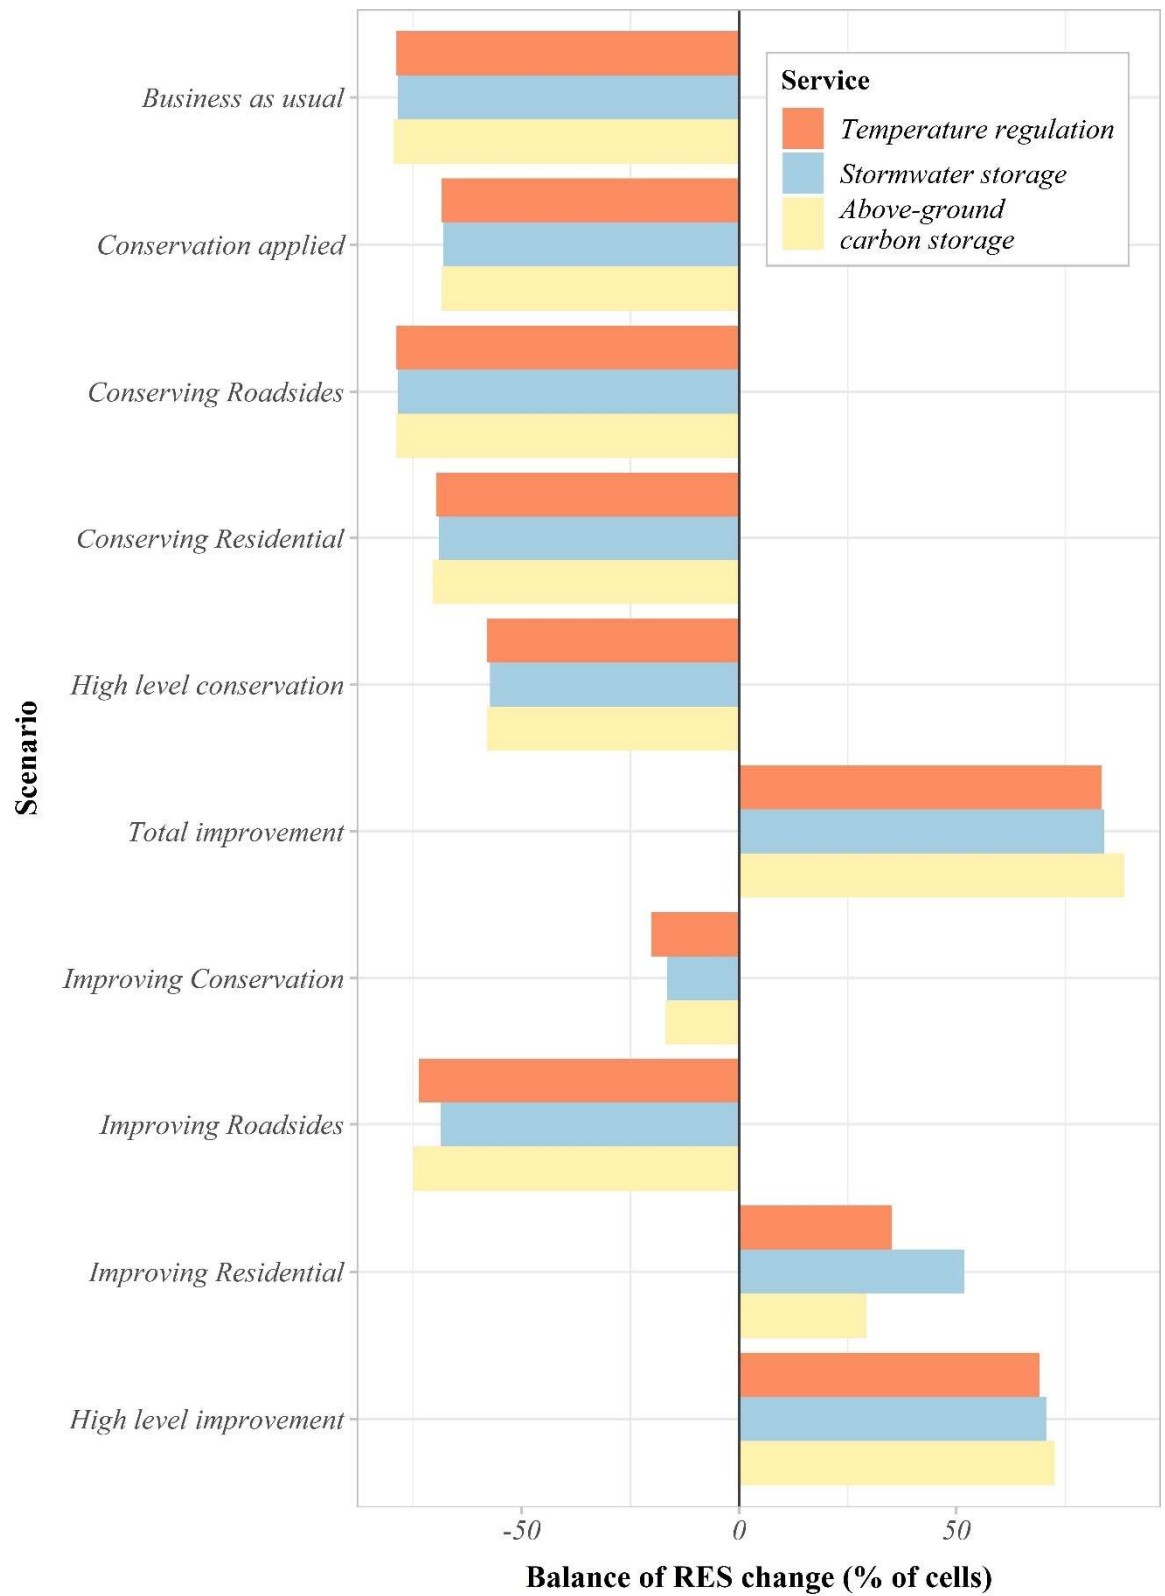 Service
Temperature regulation
Stormwater storage
Above-ground
carbon storage
Business as usual
Conservation applied
Conserving Roadsides
Conserving Residential
High level conservation
Total improvement
Improving Conservation
Improving Roadsides
Improving Residential
High level improvement
Scenario
-50 0 50
Balance of RES change (% of cells)